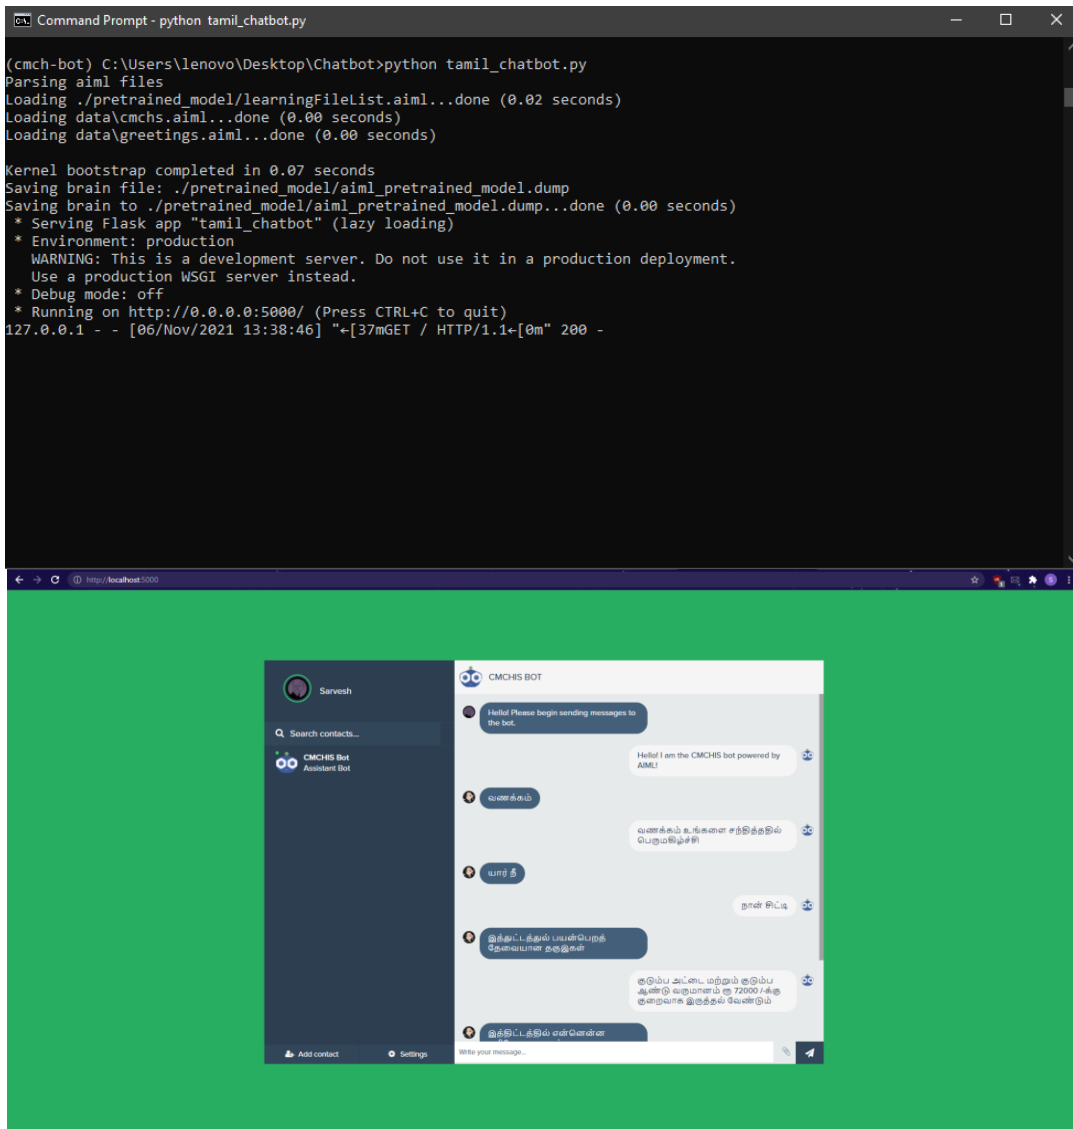 Command Prompt - python tamil_chatbot.py
(cmch-bot) C:\Users\lenovo\Desktop\Chatbot>python tamil_chatbot.py
Parsing aiml files
Loading ./pretrained_model/learningFileList.aiml...done (0.02 seconds)
Loading data\cmchs.aiml...done (0.00 seconds)
Loading data\greetings.aiml...done (0.00 seconds)
Kernel bootstrap completed in 0.07 seconds
Saving brain file: ./pretrained_model/aiml_pretrained_model.dump
Saving brain to ./pretrained_model/aiml_pretrained_model.dump...done (0.00 seconds)
* Serving Flask app "tamil_chatbot" (lazy loading)
* Environment: production
WARNING: This is a development server. Do not use it in a production deployment.
Use a production WSGI server instead.
* Debug mode: off
* Running on http://0.0.0.0:5000/ (Press CTRL+C to quit)
127.0.0.1 - - [06/Nov/2021 13:38:46] "←[37mGET / HTTP/1.1←[0m" 200 -
http://localhost:5000
Sarvesh
Search contacts...
CMCHIS Bot
Assistant Bot
Add contact
Settings
CMCHIS BOT
Hello! Please begin sending messages to
the bot.
Hello! I am the CMCHIS bot powered by
AIML!
வணக்கம்
வணக்கம் உங்களை சந்தித்ததில்
பெருமகிழ்ச்சி
யார் நீ
நான் சிட்டி
பயன்பெறத்
தேவையான
குடும்ப அட்டை மற்றும் குடும்ப
ஆண்டு வருமானம் ரூ 72000 /-க்கு
குறைவாக இருத்தல் வேண்டும்
இத்திட்டத்தில் என்னென்ன
Write your message...